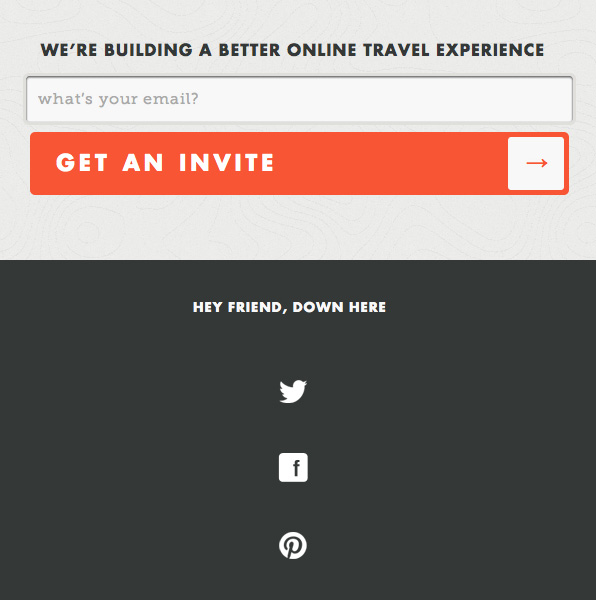 WE'RE BUILDING A BETTER ONLINE TRAVEL EXPERIENCE
what's your email?
GET AN INVITE →
HEY FRIEND, DOWN HERE